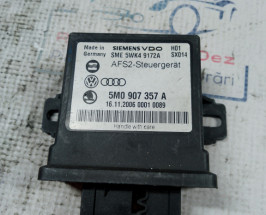 Made in Germany SIEMENS VDO HD1
SME 5WK4 9172A SX014
AFS2-Steuergerät
5M0 907 357 A
16.11.2006 0001 0089
Handle with care